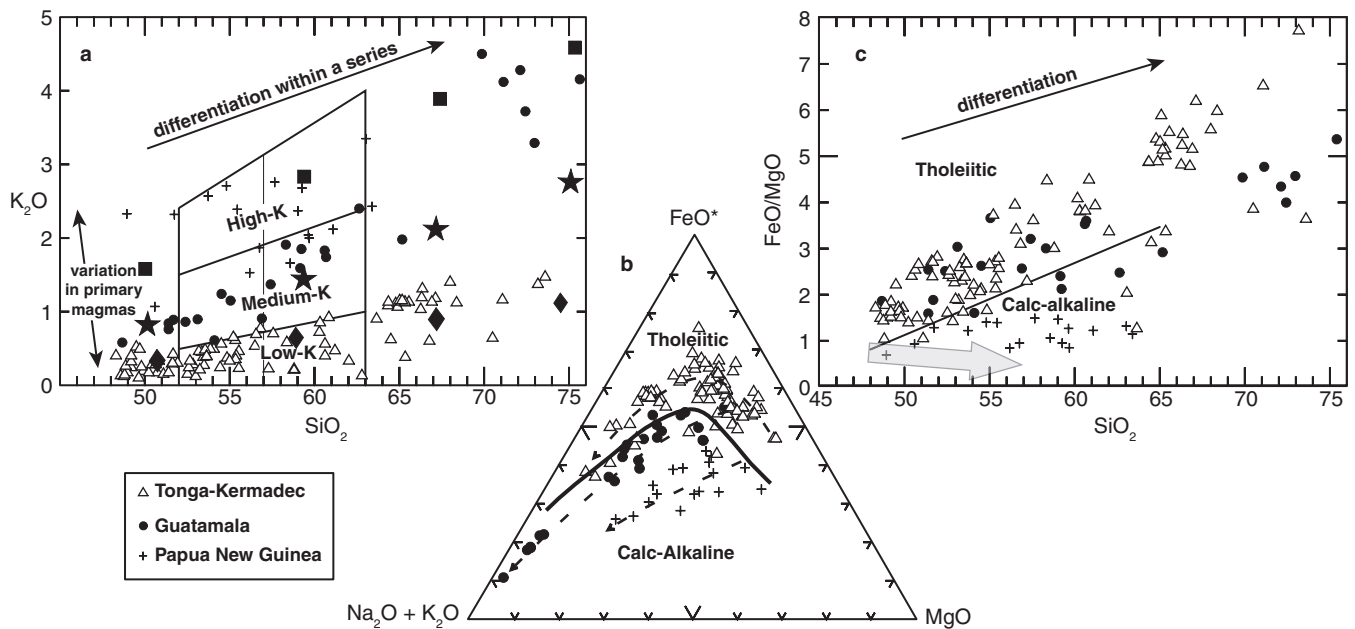 a
5
4
3
2
1
0
K2O
50
55
60
65
70
75
SiO2
differentiation within a series
variation
in primary
magmas
High-K
Medium-K
Low-K
b
FeO*
Tholeiitic
Calc-Alkaline
Na2O + K2O
MgO
c
8
7
6
5
4
3
2
1
0
FeO/MgO
45
50
55
60
65
70
75
SiO2
differentiation
Tholeiitic
Calc-alkaline
Tonga-Kermadec
Guatamala
Papua New Guinea